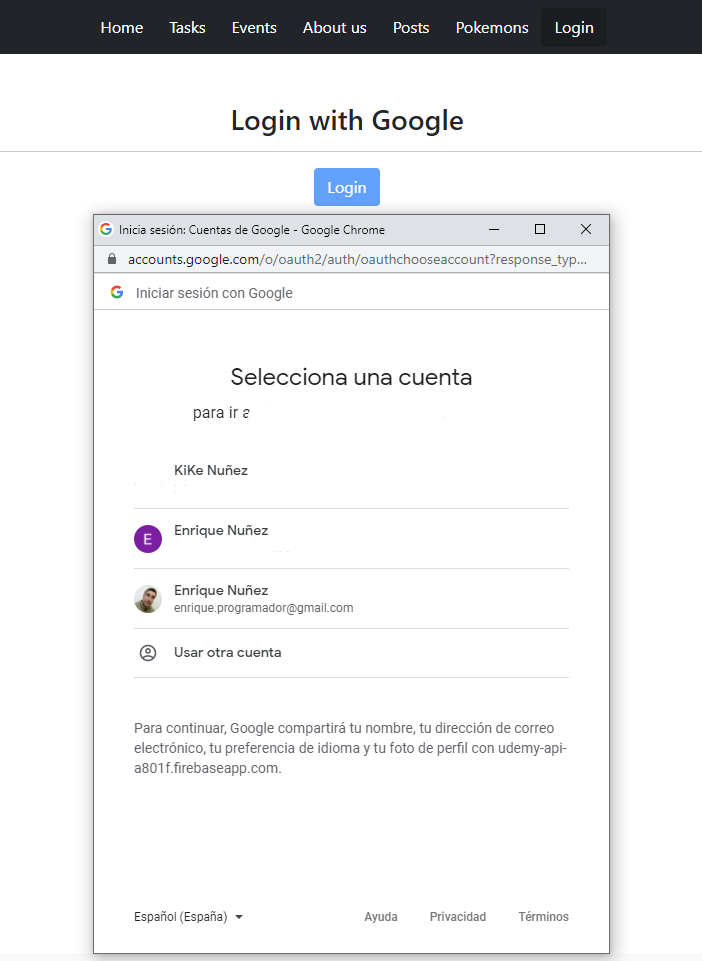 Home Tasks Events About us Posts Pokemons Login
Login with Google
Login
Inicia sesión: Cuentas de Google - Google Chrome
accounts.google.com/o/oauth2/auth/oauthchooseaccount?response_typ...
Iniciar sesión con Google
Selecciona una cuenta
para ir a
KiKe Nuñez
E
Enrique Nuñez
Enrique Nuñez
enrique.programador@gmail.com
Usar otra cuenta
Para continuar, Google compartirá tu nombre, tu dirección de correo
electrónico, tu preferencia de idioma y tu foto de perfil con udemy-api-
a801f.firebaseapp.com.
Español (España) Ayuda Privacidad Términos